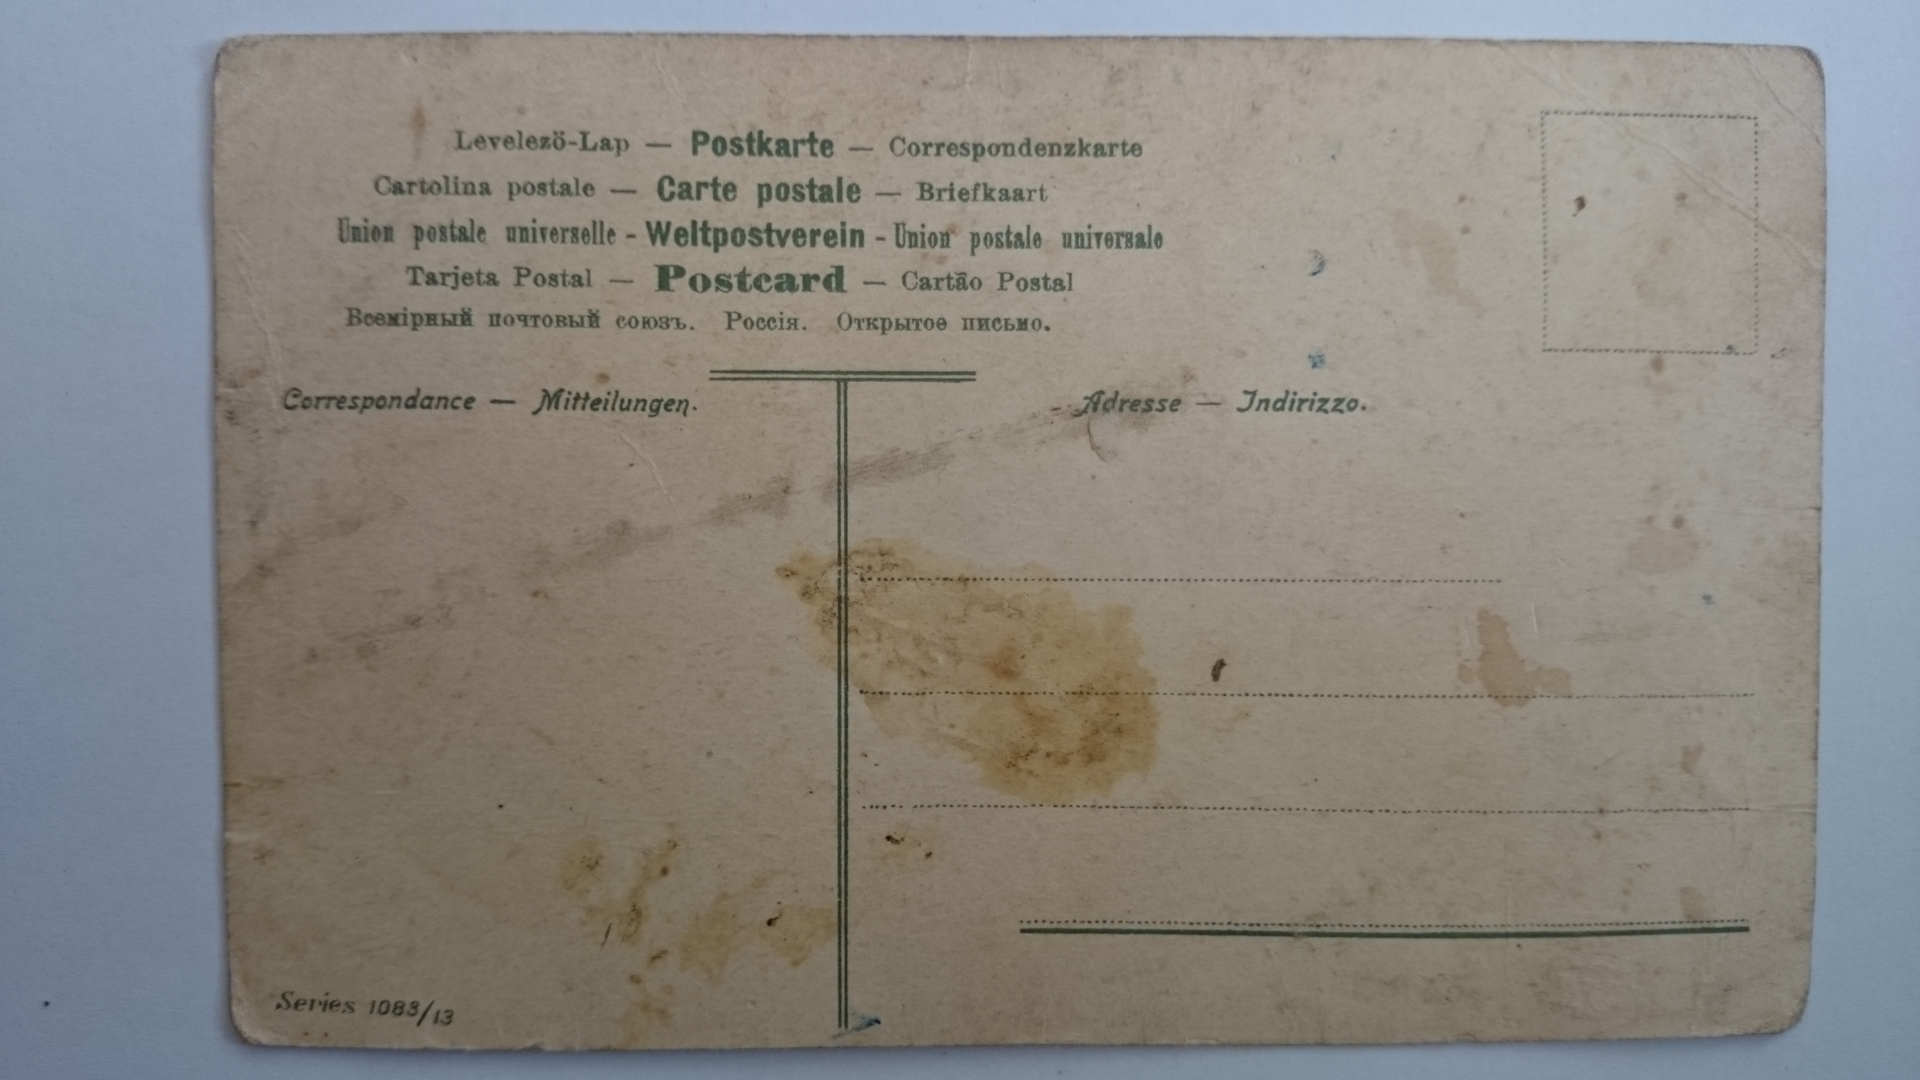 Levelezö-Lap — Postkarte — Correspondenzkarte
Cartolina postale — Carte postale — Briefkaart
Union postale universelle - Weltpostverein - Union postale universale
Tarjeta Postal — Postcard — Cartão Postal
Всемірный почтовый союзъ. Россія. Открытое письмо.
Correspondance — Mitteilungen.
Adresse — Indirizzo.
Series 1083/13